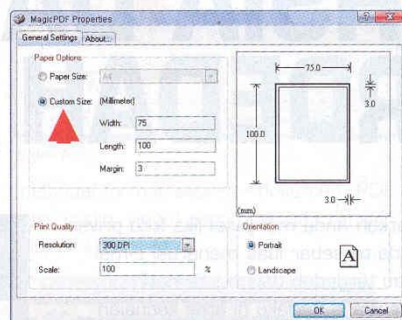 MagicPDF Properties
General Settings About...
Paper Options
Paper Size: A4
Custom Size: (Millimeter)
Width: 75
Length: 100
Margin: 3
75.0
3.0
100.0
3.0
(mm)
Print Quality
Resolution: 300 DPI
Scale: 100 %
Orientation
Portrait
A
Landscape
OK Cancel